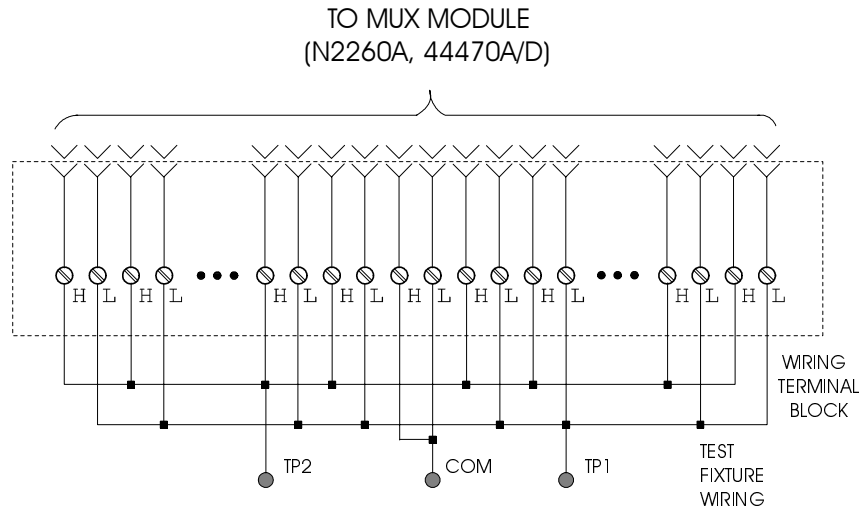 TO MUX MODULE
(N2260A, 44470A/D)
H L H L H L H L H L H L H L H L
WIRING
TERMINAL
BLOCK
TP2
COM
TP1
TEST
FIXTURE
WIRING